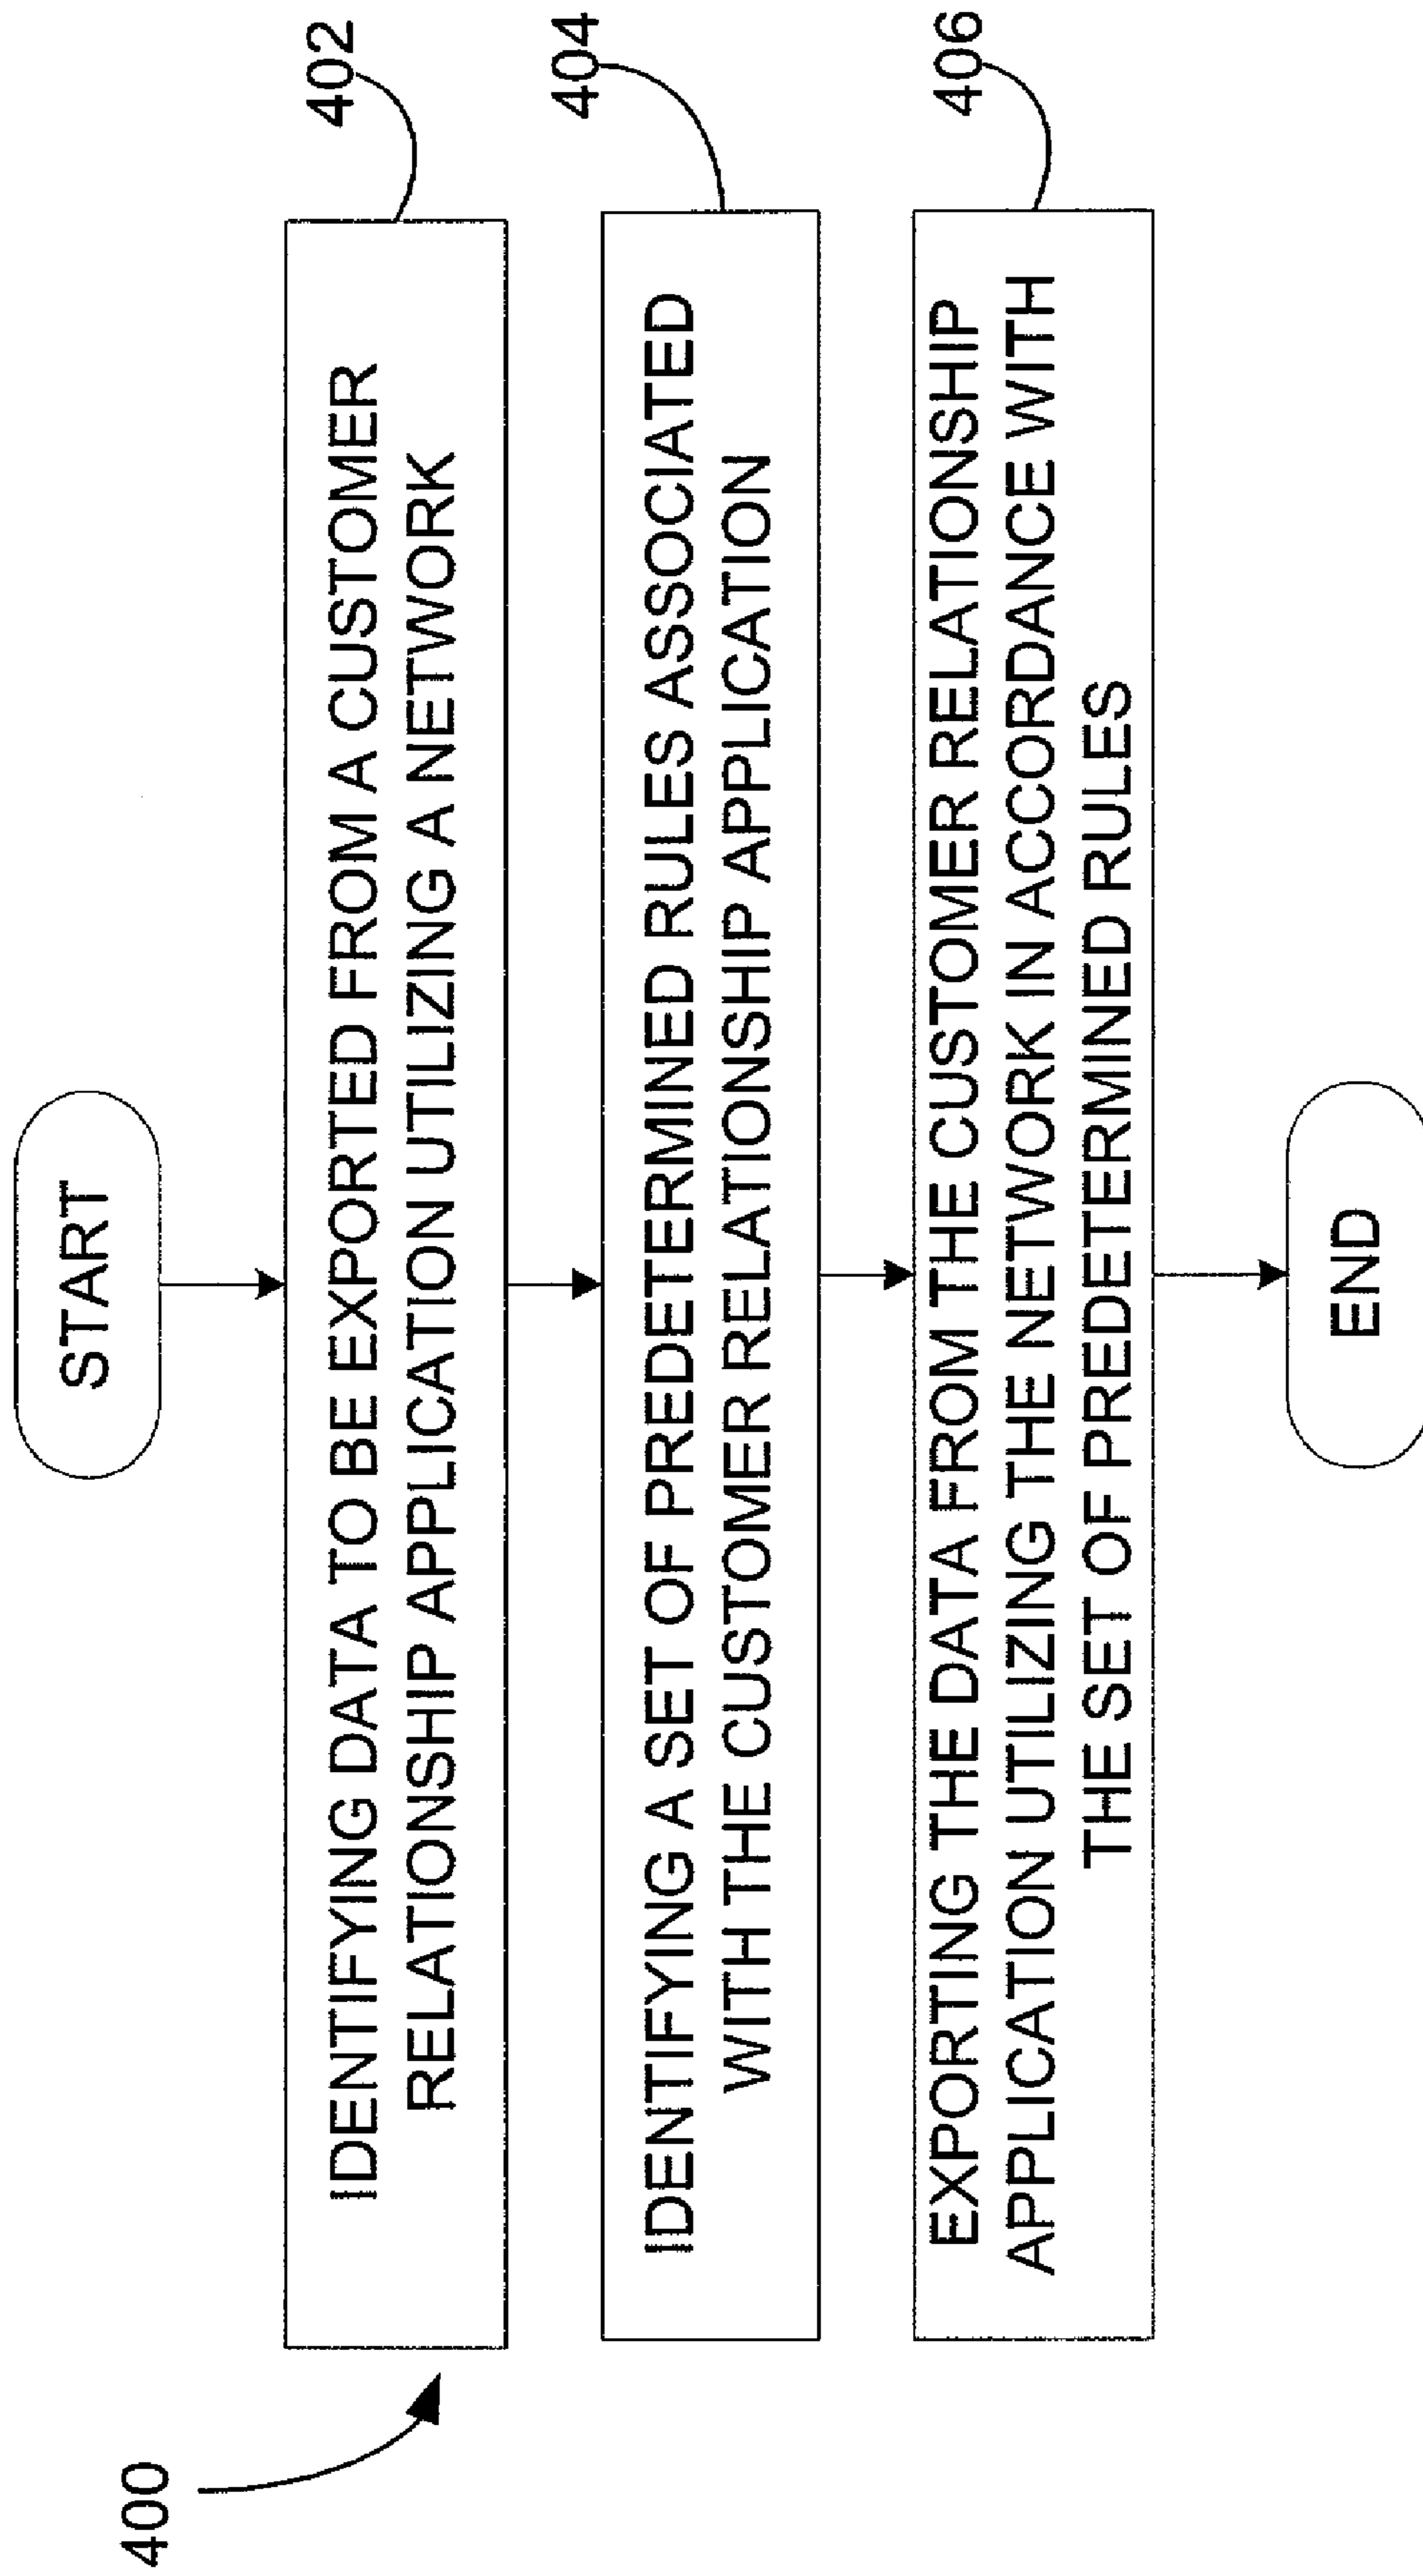 400
START
IDENTIFYING DATA TO BE EXPORTED FROM A CUSTOMER
RELATIONSHIP APPLICATION UTILIZING A NETWORK
402
IDENTIFYING A SET OF PREDETERMINED RULES ASSOCIATED
WITH THE CUSTOMER RELATIONSHIP APPLICATION
404
EXPORTING THE DATA FROM THE CUSTOMER RELATIONSHIP
APPLICATION UTILIZING THE NETWORK IN ACCORDANCE WITH
THE SET OF PREDETERMINED RULES
406
END